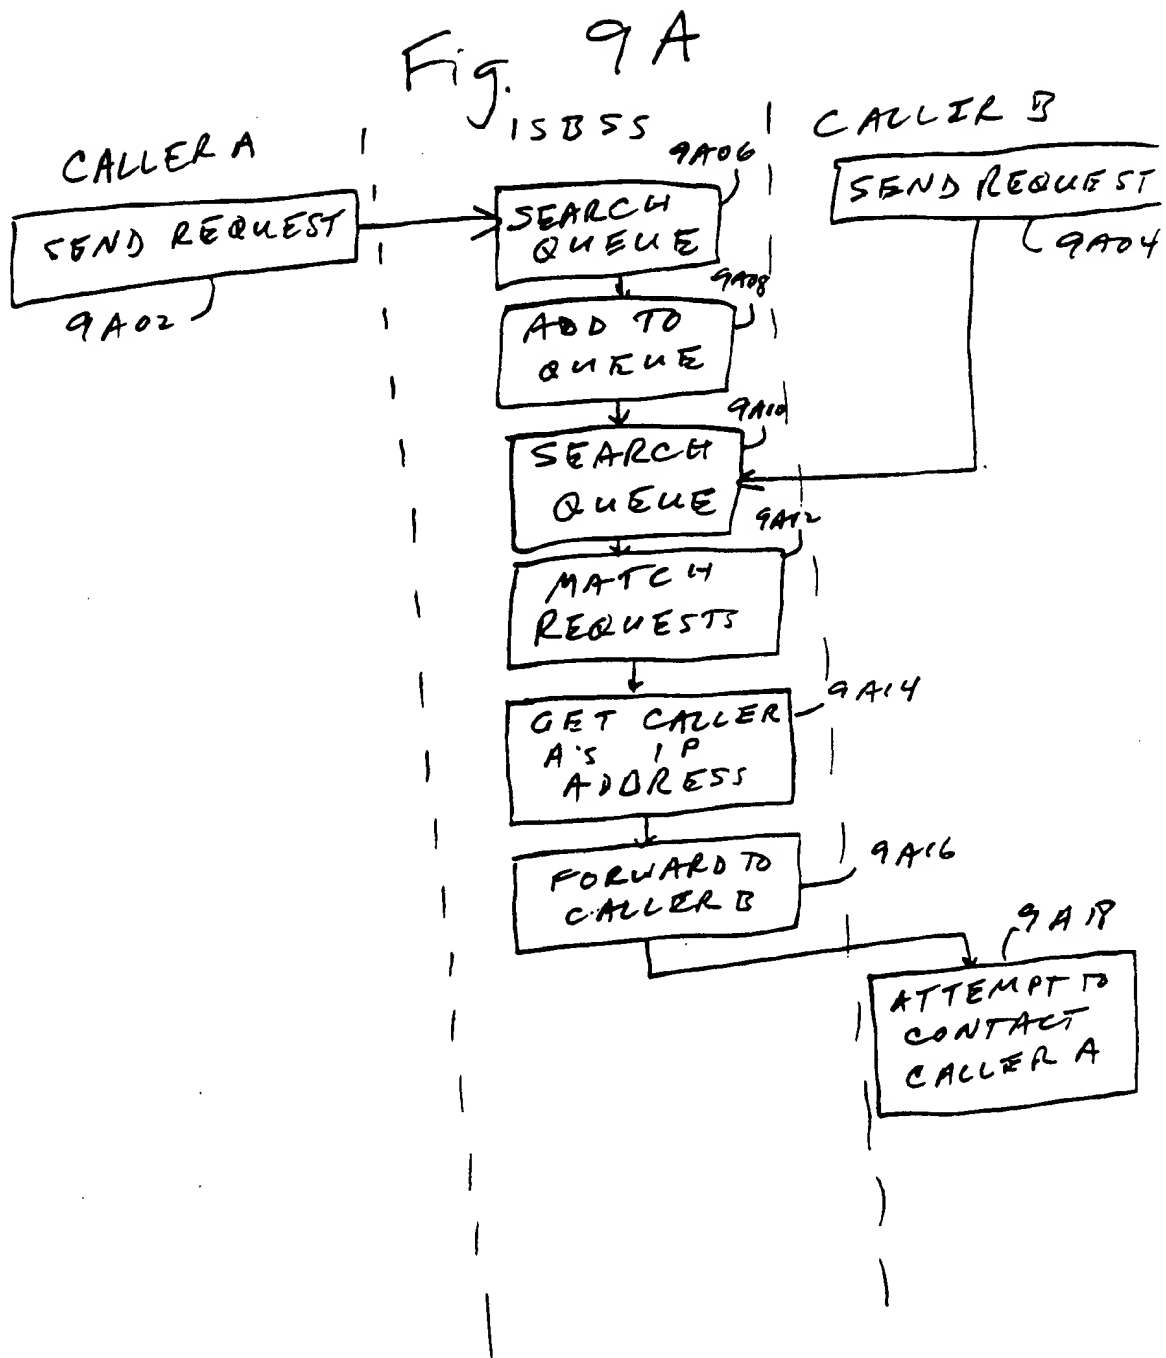 Fig. 9A
CALLER A
ISBSS
CALLER B
SEND REQUEST
9A02
SEND REQUEST
9A04
9A06
SEARCH
QUEUE
9A08
ADD TO
QUEUE
9A10
SEARCH
QUEUE
9A12
MATCH
REQUESTS
9A14
GET CALLER
A's IP
ADDRESS
9A16
FORWARD TO
CALLER B
9A18
ATTEMPT TO
CONTACT
CALLER A